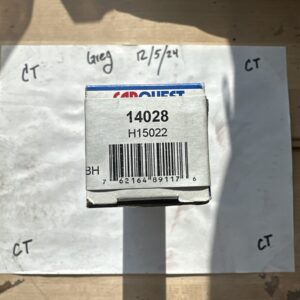 Greg 12/5/24
CT CT
CARQUEST
14028
H15022
BH
7 62164 89117 6
CT CT